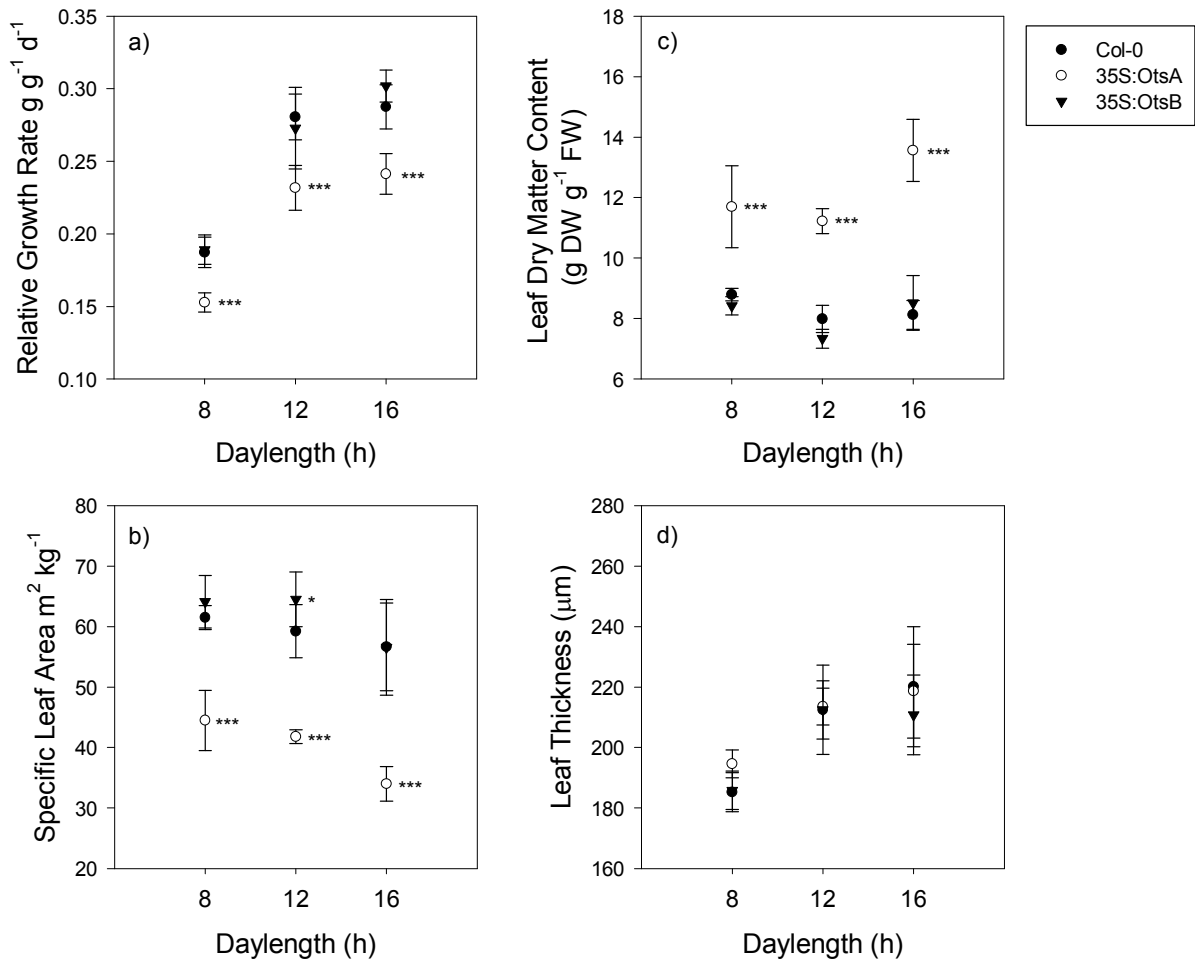 a)
Relative Growth Rate g g⁻¹ d⁻¹
0.35
0.30
0.25
0.20
0.15
0.10
***
***
***
8 12 16
Daylength (h)
c)
Leaf Dry Matter Content
(g DW g⁻¹ FW)
18
16
14
12
10
8
6
***
***
***
8 12 16
Daylength (h)
Col-0
35S:OtsA
35S:OtsB
b)
Specific Leaf Area m² kg⁻¹
80
70
60
50
40
30
20
*
***
***
***
8 12 16
Daylength (h)
d)
Leaf Thickness (μm)
280
260
240
220
200
180
160
8 12 16
Daylength (h)